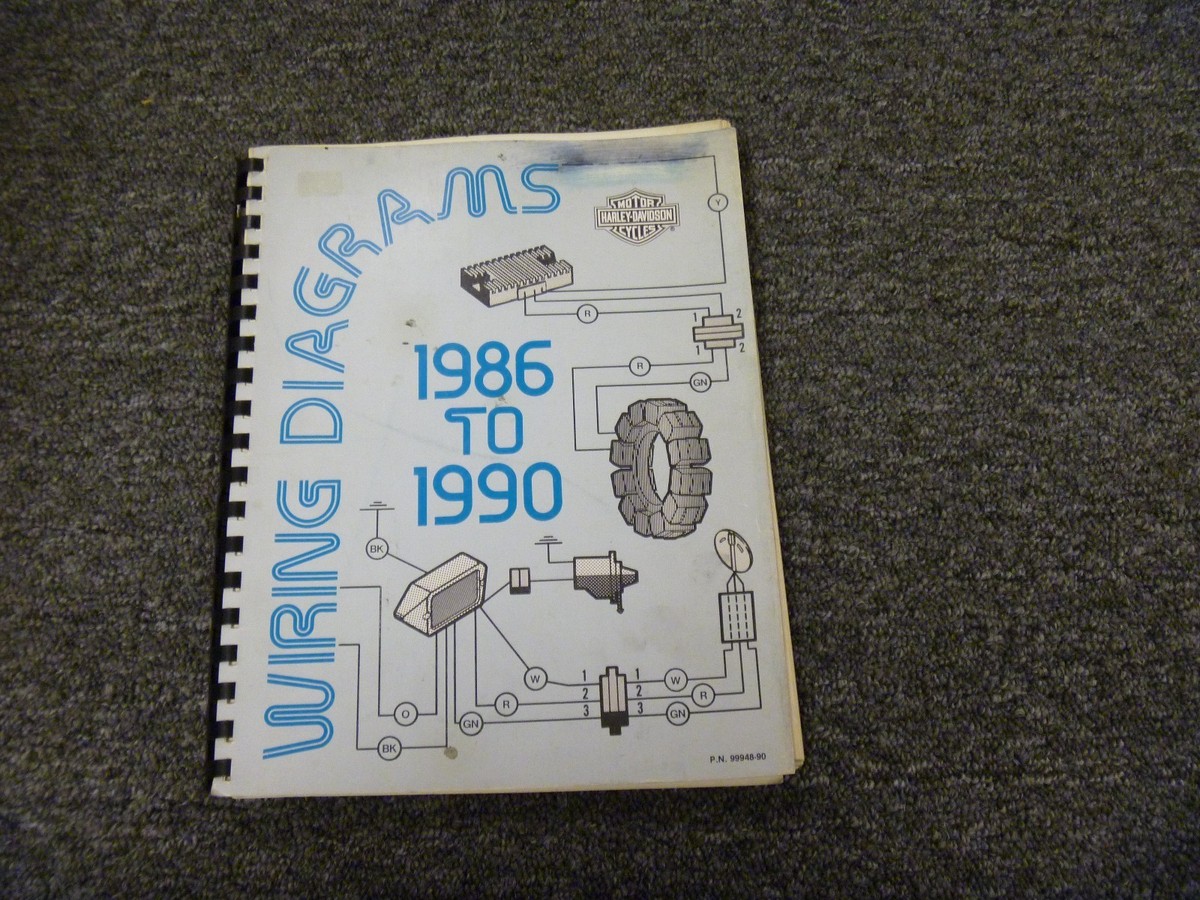 WIRING DIAGRAMS
MOTOR
HARLEY-DAVIDSON
CYCLES
®
Y
R
1 2
1 2
R
GN
1986
TO
1990
BK
W
1 1
W
2 2
R
R
3 3
GN
GN
O
BK
P.N. 99948-90